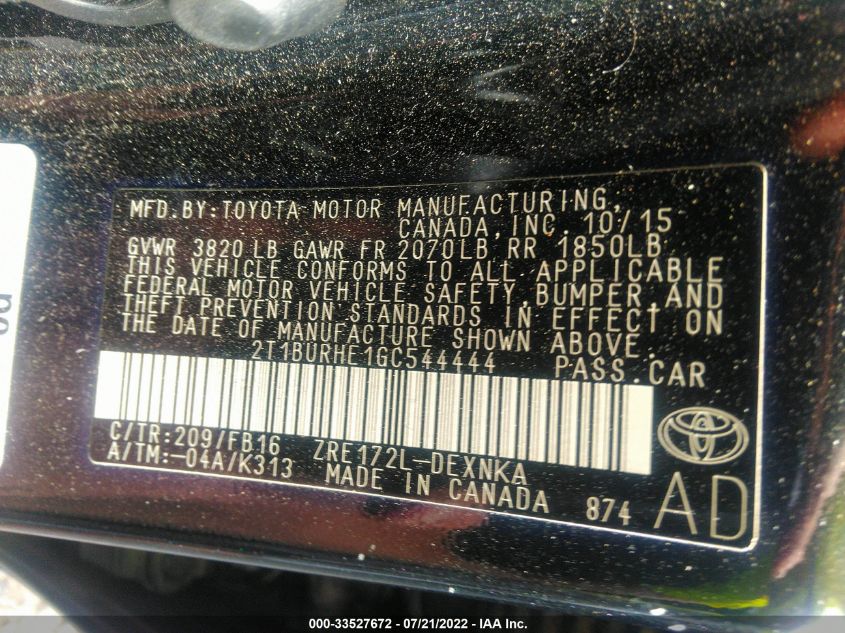 MFD.BY:TOYOTA MOTOR MANUFACTURING,
CANADA, INC. 10/15
GVWR 3820 LB GAWR FR 2070LB RR 1850LB
THIS VEHICLE CONFORMS TO ALL APPLICABLE
FEDERAL MOTOR VEHICLE SAFETY, BUMPER, AND
THEFT PREVENTION STANDARDS IN EFFECT ON
THE DATE OF MANUFACTURE SHOWN ABOVE.
2T1BURHE1GC544444 PASS.CAR
C/TR:209/FB16 ZRE172L-DEXNKA
A/TM:-04A/K313 MADE IN CANADA 874 AD
000-33527672 / 07/21/2022 - IAA Inc.